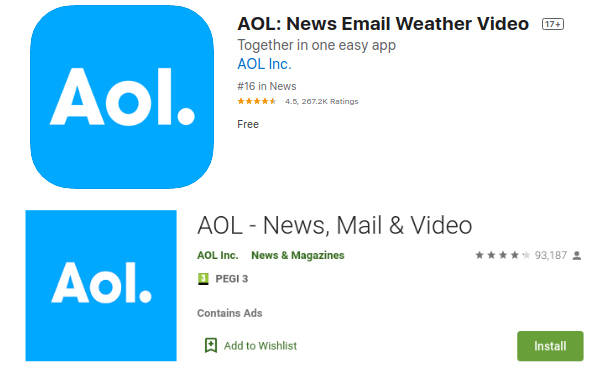 Aol.
AOL: News Email Weather Video 17+
Together in one easy app
AOL Inc.
#16 in News
4.5, 267.2K Ratings
Free
Aol.
AOL - News, Mail & Video
AOL Inc. News & Magazines 93,187
3 PEGI 3
Contains Ads
Add to Wishlist
Install